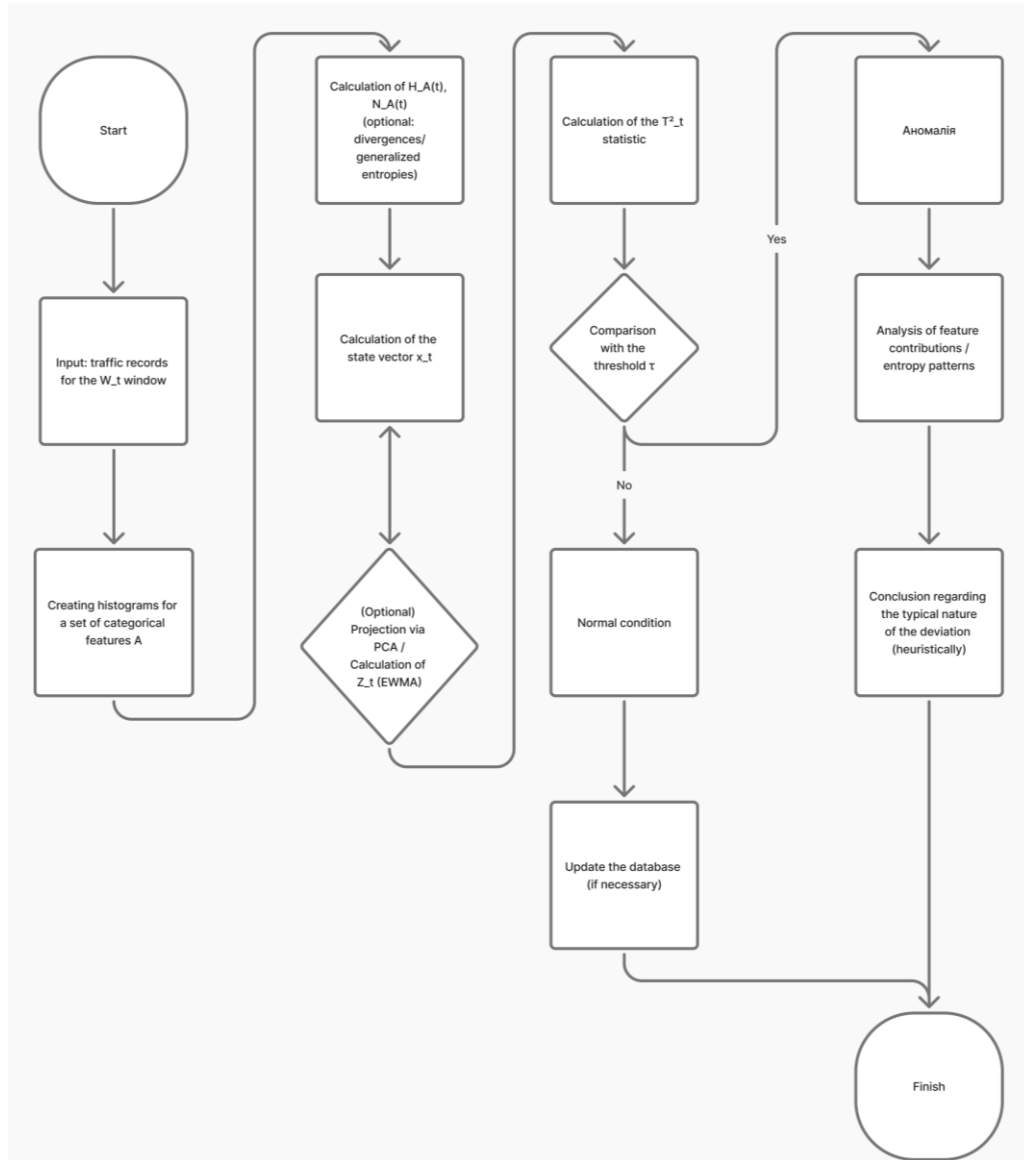 Start
Input: traffic records
for the W_t window
Creating histograms for
a set of categorical
features A
Calculation of H_A(t),
N_A(t)
(optional:
divergences/
generalized
entropies)
Calculation of the
state vector x_t
(Optional)
Projection via
PCA /
Calculation of
Z_t (EWMA)
Calculation of the T²_t
statistic
Comparison
with the
threshold τ
Yes
No
Normal condition
Update the database
(if necessary)
Аномалія
Analysis of feature
contributions /
entropy patterns
Conclusion regarding
the typical nature
of the deviation
(heuristically)
Finish